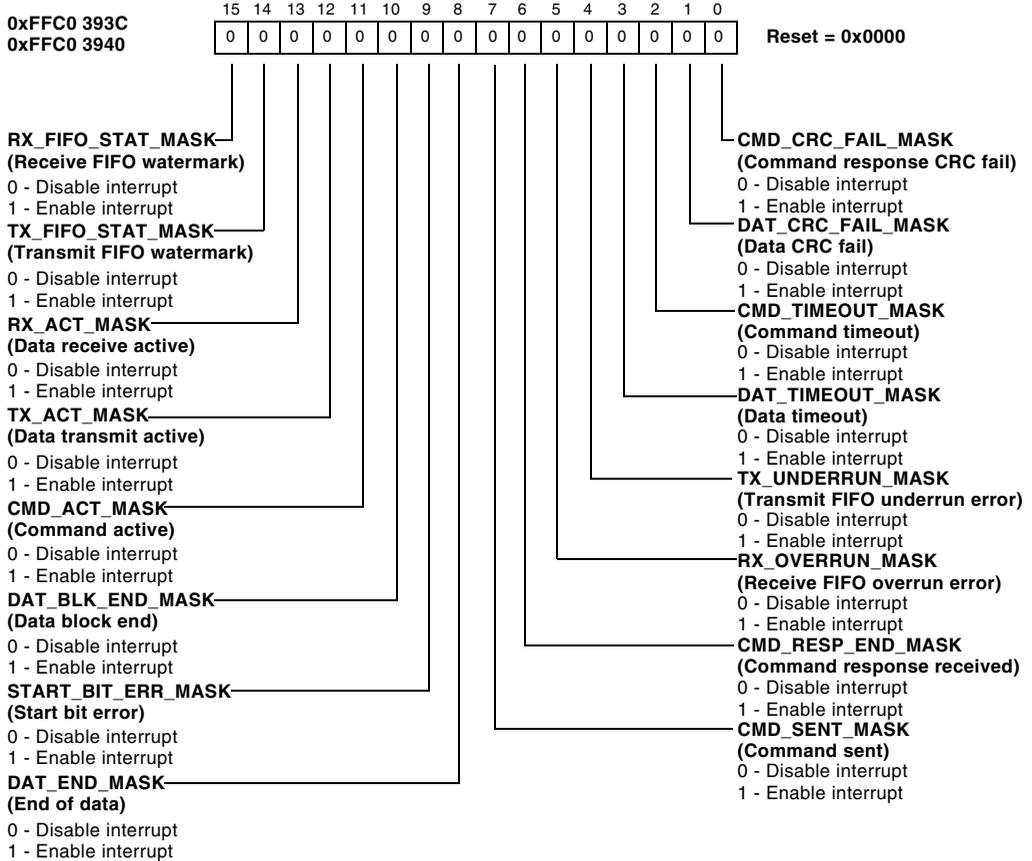 0xFFC0 393C
0xFFC0 3940
15 14 13 12 11 10 9 8 7 6 5 4 3 2 1 0
0 0 0 0 0 0 0 0 0 0 0 0 0 0 0 0
Reset = 0x0000
RX_FIFO_STAT_MASK
(Receive FIFO watermark)
0 - Disable interrupt
1 - Enable interrupt
TX_FIFO_STAT_MASK
(Transmit FIFO watermark)
0 - Disable interrupt
1 - Enable interrupt
RX_ACT_MASK
(Data receive active)
0 - Disable interrupt
1 - Enable interrupt
TX_ACT_MASK
(Data transmit active)
0 - Disable interrupt
1 - Enable interrupt
CMD_ACT_MASK
(Command active)
0 - Disable interrupt
1 - Enable interrupt
DAT_BLK_END_MASK
(Data block end)
0 - Disable interrupt
1 - Enable interrupt
START_BIT_ERR_MASK
(Start bit error)
0 - Disable interrupt
1 - Enable interrupt
DAT_END_MASK
(End of data)
0 - Disable interrupt
1 - Enable interrupt
CMD_CRC_FAIL_MASK
(Command response CRC fail)
0 - Disable interrupt
1 - Enable interrupt
DAT_CRC_FAIL_MASK
(Data CRC fail)
0 - Disable interrupt
1 - Enable interrupt
CMD_TIMEOUT_MASK
(Command timeout)
0 - Disable interrupt
1 - Enable interrupt
DAT_TIMEOUT_MASK
(Data timeout)
0 - Disable interrupt
1 - Enable interrupt
TX_UNDERRUN_MASK
(Transmit FIFO underrun error)
0 - Disable interrupt
1 - Enable interrupt
RX_OVERRUN_MASK
(Receive FIFO overrun error)
0 - Disable interrupt
1 - Enable interrupt
CMD_RESP_END_MASK
(Command response received)
0 - Disable interrupt
1 - Enable interrupt
CMD_SENT_MASK
(Command sent)
0 - Disable interrupt
1 - Enable interrupt